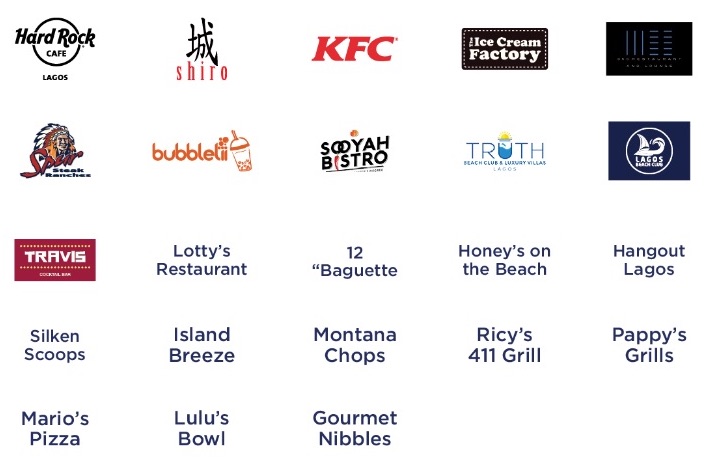 Hard Rock
CAFE
LAGOS
城
shiro
KFC
The Ice Cream
Factory
Spur
Steak
Ranches
bubbletii
SOOYAH
BISTRO
TRUTH
BEACH CLUB & LUXURY VILLAS
LAGOS
LAGOS
BEACH CLUB
TRAVIS
COCKTAIL BAR
Lotty's
Restaurant
12
“Baguette
Honey's on
the Beach
Hangout
Lagos
Silken
Scoops
Island
Breeze
Montana
Chops
Ricy's
411 Grill
Pappy's
Grills
Mario's
Pizza
Lulu's
Bowl
Gourmet
Nibbles